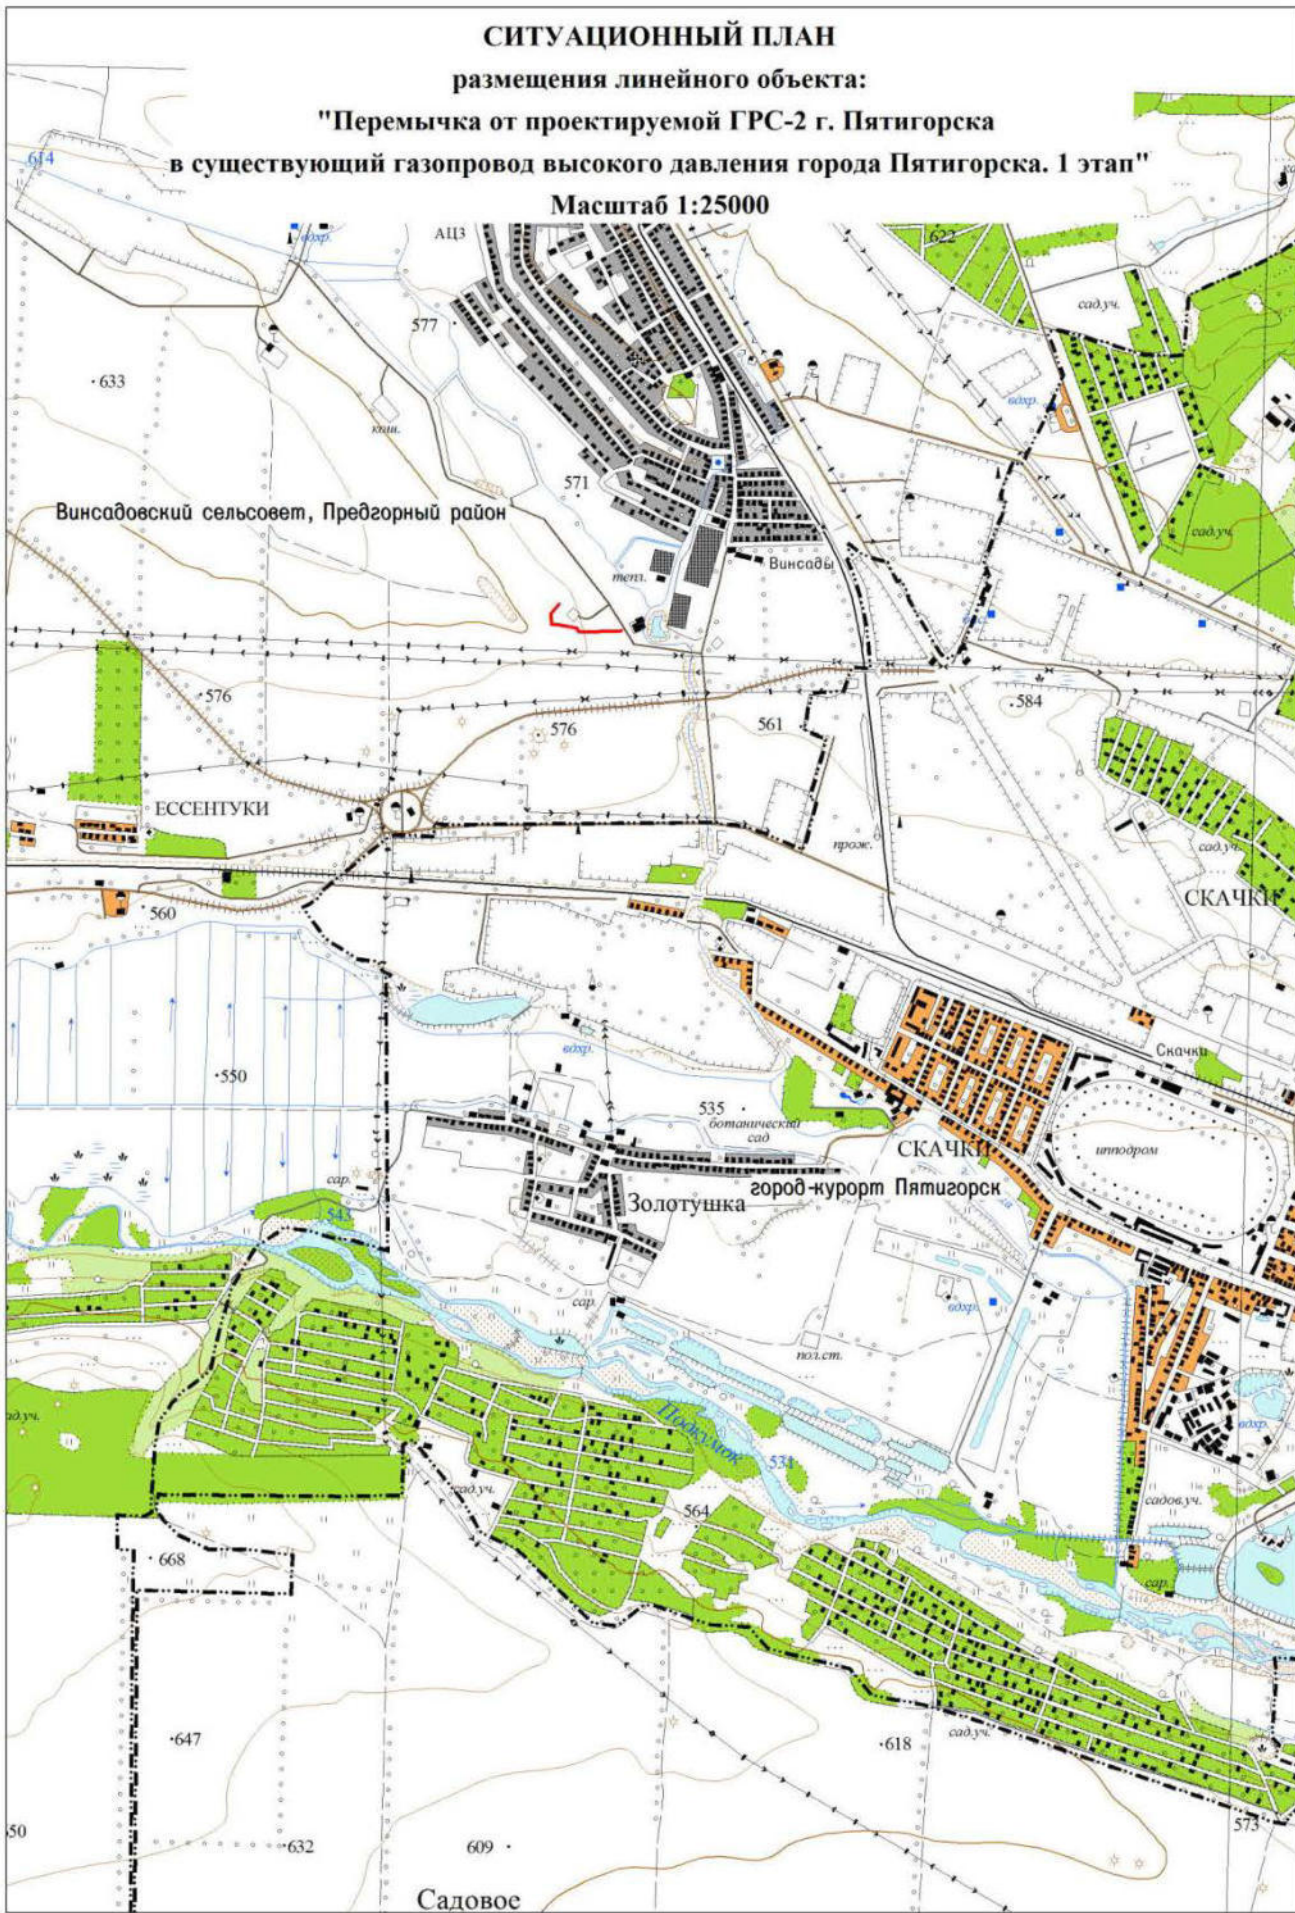 СИТУАЦИОННЫЙ ПЛАН
размещения линейного объекта:
"Перемычка от проектируемой ГРС-2 г. Пятигорска
в существующий газопровод высокого давления города Пятигорска. 1 этап"
Масштаб 1:25000
614
вдхр.
АЦЗ
622
сад.уч.
577
633
вдхр.
кош.
571
Винсадовский сельсовет, Предгорный район
сад.уч.
Винсады
тепл.
576
584
576
561
ЕССЕНТУКИ
прож.
сад.уч.
СКАЧКИ
560
вдхр.
Скачки
550
535
ботанический
сад
СКАЧКИ
ипподром
сар.
город-курорт Пятигорск
Золотушка
543
сар.
вдхр.
пол.ст.
Подкумок
вдхр.
531
сад.уч.
564
садов.уч.
668
сар.
647
618
сад.уч.
573
632
609
Садовое